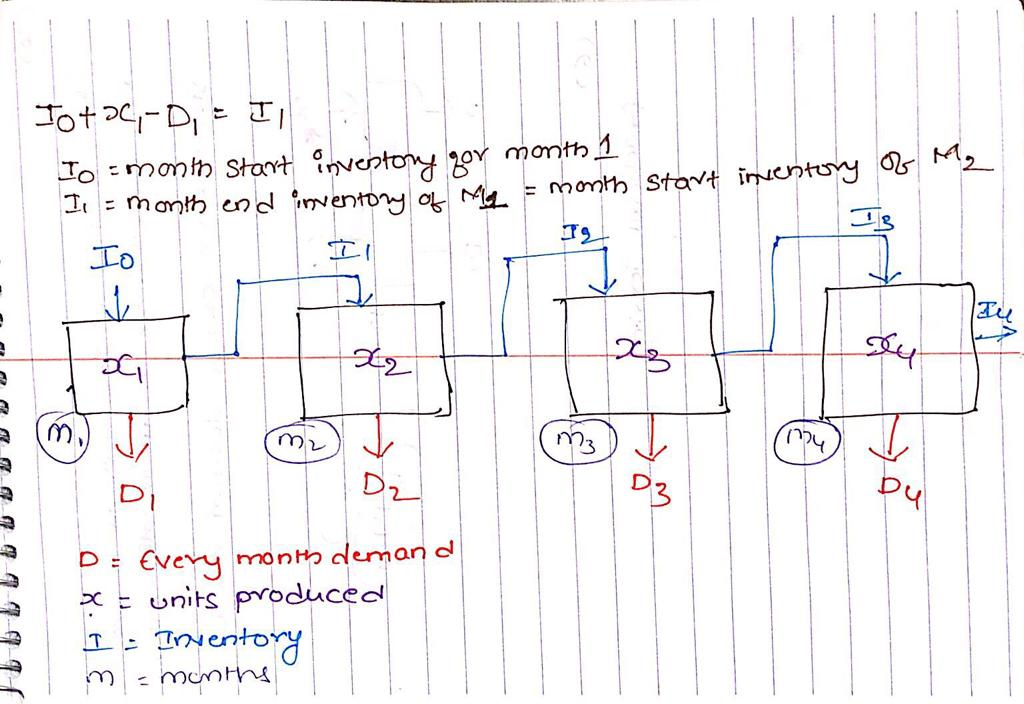 I0 + x1 - D1 = I1
I0 = month start inventory for month 1
I1 = month end inventory of M1 = month start inventory of M2
I0 I1 I2 I3
x1 x2 x3 x4 I4
m1 m2 m3 m4
D1 D2 D3 D4
D = Every month demand
x = units produced
I = Inventory
m = months